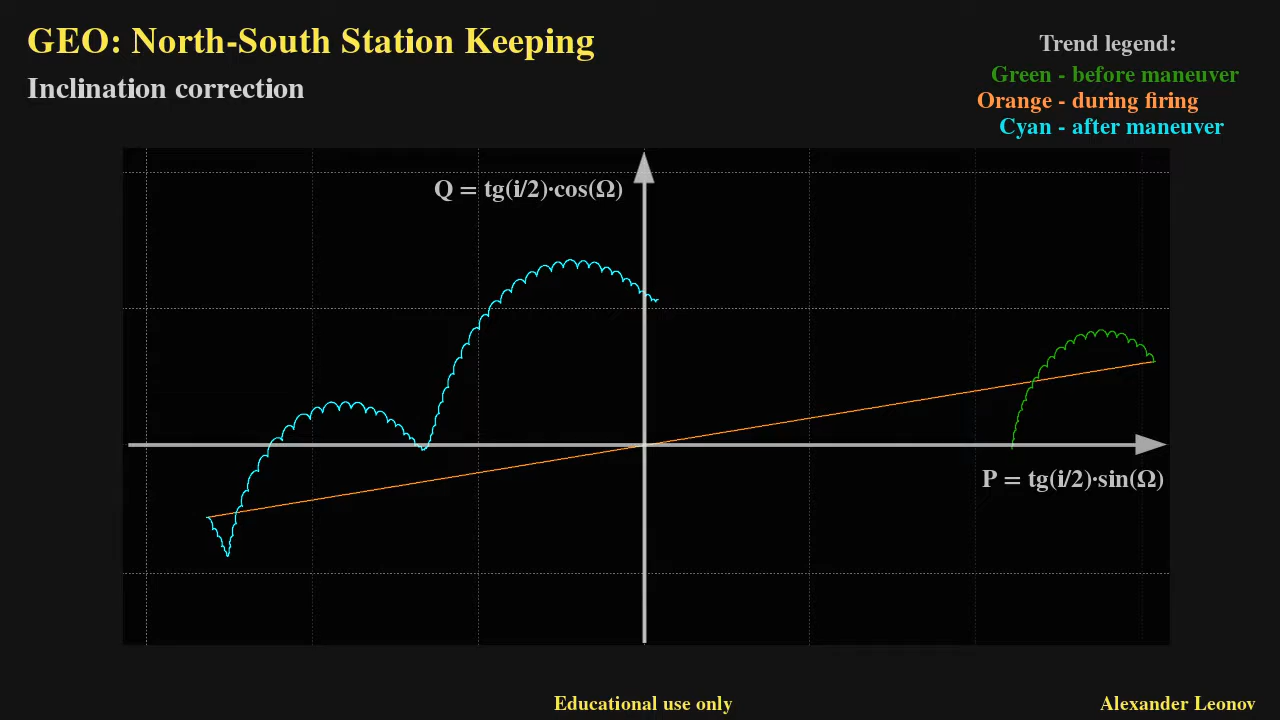 GEO: North-South Station Keeping
Inclination correction
Trend legend:
Green - before maneuver
Orange - during firing
Cyan - after maneuver
Q = tg(i/2)·cos(Ω)
P = tg(i/2)·sin(Ω)
Educational use only
Alexander Leonov